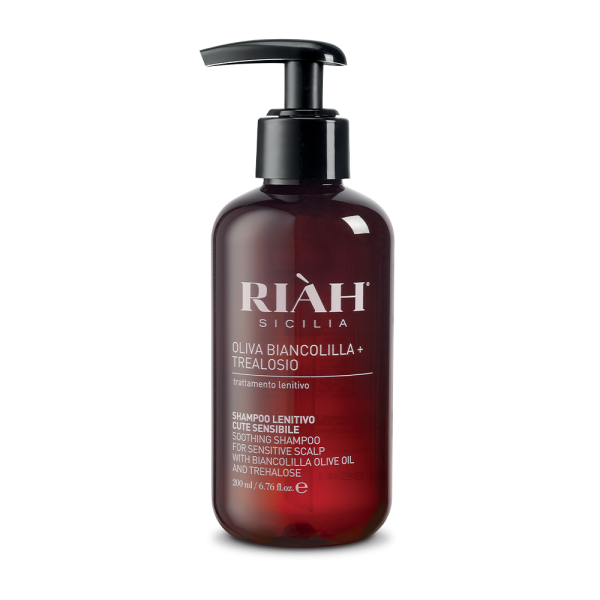 RIÀH®
SICILIA
OLIVA BIANCOLILLA +
TREALOSIO
trattamento lenitivo
SHAMPOO LENITIVO
CUTE SENSIBILE
SOOTHING SHAMPOO
FOR SENSITIVE SCALP
WITH BIANCOLILLA OLIVE OIL
AND TREHALOSE
200 ml / 6.76 fl.oz. ℮